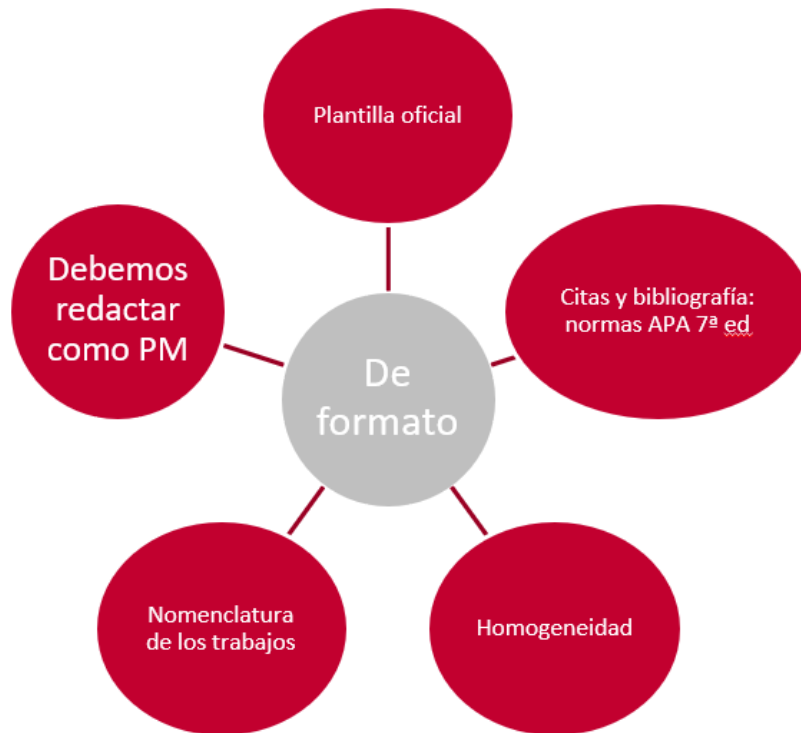 Plantilla oficial
Debemos
redactar
como PM
Citas y bibliografía:
normas APA 7ª ed
De
formato
Nomenclatura
de los trabajos
Homogeneidad